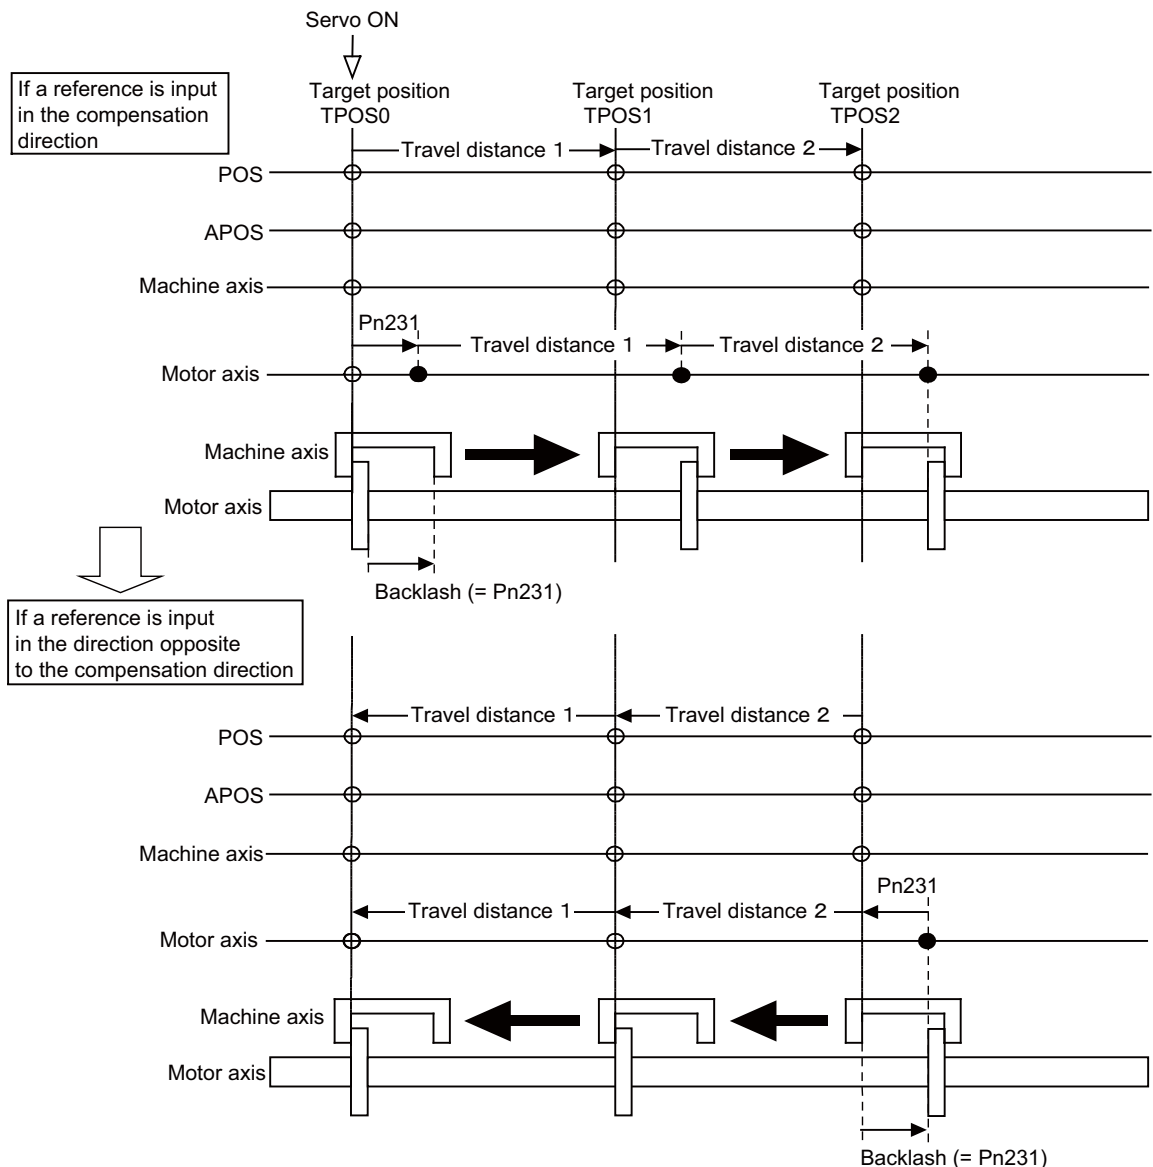 Servo ON
If a reference is input
in the compensation
direction
Target position
TPOS0
Target position
TPOS1
Target position
TPOS2
Travel distance 1
Travel distance 2
POS
APOS
Machine axis
Pn231
Travel distance 1
Travel distance 2
Motor axis
Machine axis
Motor axis
Backlash (= Pn231)
If a reference is input
in the direction opposite
to the compensation direction
Travel distance 1
Travel distance 2
POS
APOS
Machine axis
Pn231
Travel distance 1
Travel distance 2
Motor axis
Machine axis
Motor axis
Backlash (= Pn231)